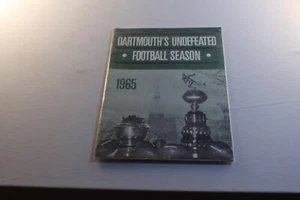 DARTMOUTH'S UNDEFEATED
• FOOTBALL SEASON •
1965